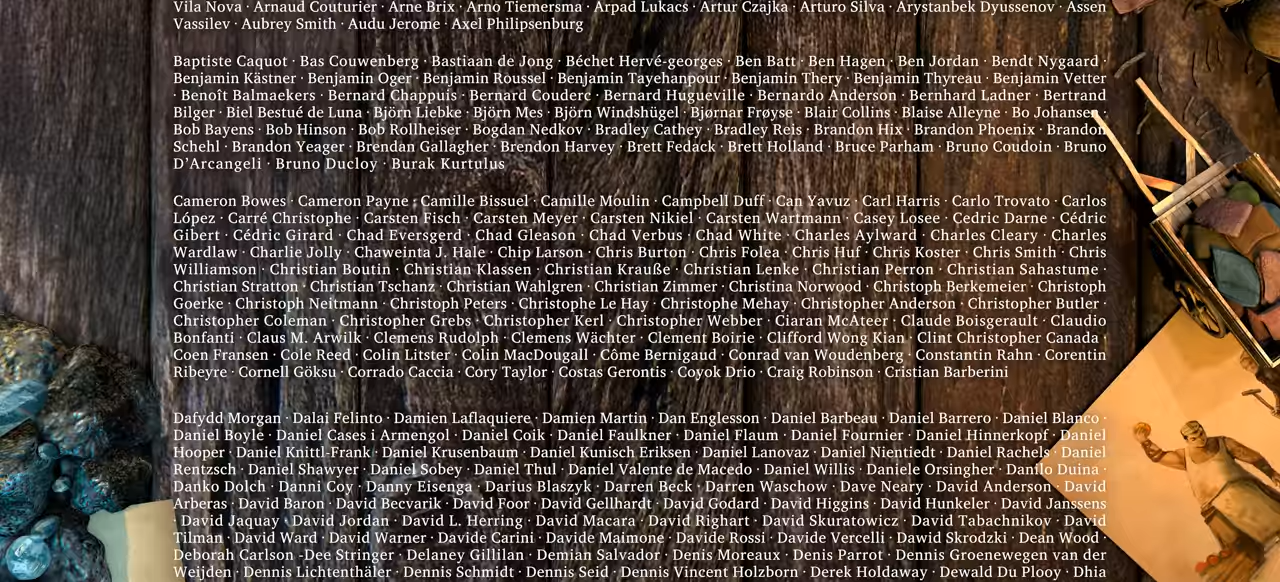 Vila Nova · Arnaud Couturier · Arne Brix · Arno Tiemersma · Arpad Lukacs · Artur Czajka · Arturo Silva · Arystanbek Dyussenov · Assen
Vassilev · Aubrey Smith · Audu Jerome · Axel Philipsenburg
Baptiste Caquot · Bas Couwenberg · Bastiaan de Jong · Béchet Hervé-georges · Ben Batt · Ben Hagen · Ben Jordan · Bendt Nygaard ·
Benjamin Kästner · Benjamin Oger · Benjamin Roussel · Benjamin Tayehanpour · Benjamin Thery · Benjamin Thyreau · Benjamin Vetter
· Benoît Balmaekers · Bernard Chappuis · Bernard Couderc · Bernard Hugueville · Bernardo Anderson · Bernhard Ladner · Bertrand
Bilger · Biel Bestué de Luna · Björn Liebke · Björn Mes · Björn Windshügel · Bjørnar Frøyse · Blair Collins · Blaise Alleyne · Bo Johansen ·
Bob Bayens · Bob Hinson · Bob Rollheiser · Bogdan Nedkov · Bradley Cathey · Bradley Reis · Brandon Hix · Brandon Phoenix · Brandon
Schehl · Brandon Yeager · Brendan Gallagher · Brendon Harvey · Brett Fedack · Brett Holland · Bruce Parham · Bruno Coudoin · Bruno
D'Arcangeli · Bruno Ducloy · Burak Kurtulus
Cameron Bowes · Cameron Payne · Camille Bissuel · Camille Moulin · Campbell Duff · Can Yavuz · Carl Harris · Carlo Trovato · Carlos
López · Carré Christophe · Carsten Fisch · Carsten Meyer · Carsten Nikiel · Carsten Wartmann · Casey Losee · Cedric Darne · Cédric
Gibert · Cédric Girard · Chad Eversgerd · Chad Gleason · Chad Verbus · Chad White · Charles Aylward · Charles Cleary · Charles
Wardlaw · Charlie Jolly · Chaweinta J. Hale · Chip Larson · Chris Burton · Chris Folea · Chris Huf · Chris Koster · Chris Smith · Chris
Williamson · Christian Boutin · Christian Klassen · Christian Krauße · Christian Lenke · Christian Perron · Christian Sahastume ·
Christian Stratton · Christian Tschanz · Christian Wahlgren · Christian Zimmer · Christina Norwood · Christoph Berkemeier · Christoph
Goerke · Christoph Neitmann · Christoph Peters · Christophe Le Hay · Christophe Mehay · Christopher Anderson · Christopher Butler ·
Christopher Coleman · Christopher Grebs · Christopher Kerl · Christopher Webber · Ciaran McAteer · Claude Boisgerault · Claudio
Bonfanti · Claus M. Arwilk · Clemens Rudolph · Clemens Wächter · Clement Boirie · Clifford Wong Kian · Clint Christopher Canada ·
Coen Fransen · Cole Reed · Colin Litster · Colin MacDougall · Côme Bernigaud · Conrad van Woudenberg · Constantin Rahn · Corentin
Ribeyre · Cornell Göksu · Corrado Caccia · Cory Taylor · Costas Gerontis · Coyok Drio · Craig Robinson · Cristian Barberini
Dafydd Morgan · Dalai Felinto · Damien Laflaquiere · Damien Martin · Dan Englesson · Daniel Barbeau · Daniel Barrero · Daniel Blanco ·
Daniel Boyle · Daniel Cases i Armengol · Daniel Coik · Daniel Faulkner · Daniel Flaum · Daniel Fournier · Daniel Hinnerkopf · Daniel
Hooper · Daniel Knittl-Frank · Daniel Krusenbaum · Daniel Kunisch Eriksen · Daniel Lanovaz · Daniel Nientiedt · Daniel Rachels · Daniel
Rentzsch · Daniel Shawyer · Daniel Sobey · Daniel Thul · Daniel Valente de Macedo · Daniel Willis · Daniele Orsingher · Danilo Duina ·
Danko Dolch · Danni Coy · Danny Eisenga · Darius Blaszyk · Darren Beck · Darren Waschow · Dave Neary · David Anderson · David
Arberas · David Baron · David Becvarik · David Foor · David Gellhardt · David Godard · David Higgins · David Hunkeler · David Janssens
· David Jaquay · David Jordan · David L. Herring · David Macara · David Righart · David Skuratowicz · David Tabachnikov · David
Tilman · David Ward · David Warner · Davide Carini · Davide Maimone · Davide Rossi · Davide Vercelli · Dawid Skrodzki · Dean Wood ·
Deborah Carlson -Dee Stringer · Delaney Gillilan · Demian Salvador · Denis Moreaux · Denis Parrot · Dennis Groenewegen van der
Weijden · Dennis Lichtenthäler · Dennis Schmidt · Dennis Seid · Dennis Vincent Holzborn · Derek Holdaway · Dewald Du Plooy · Dhia